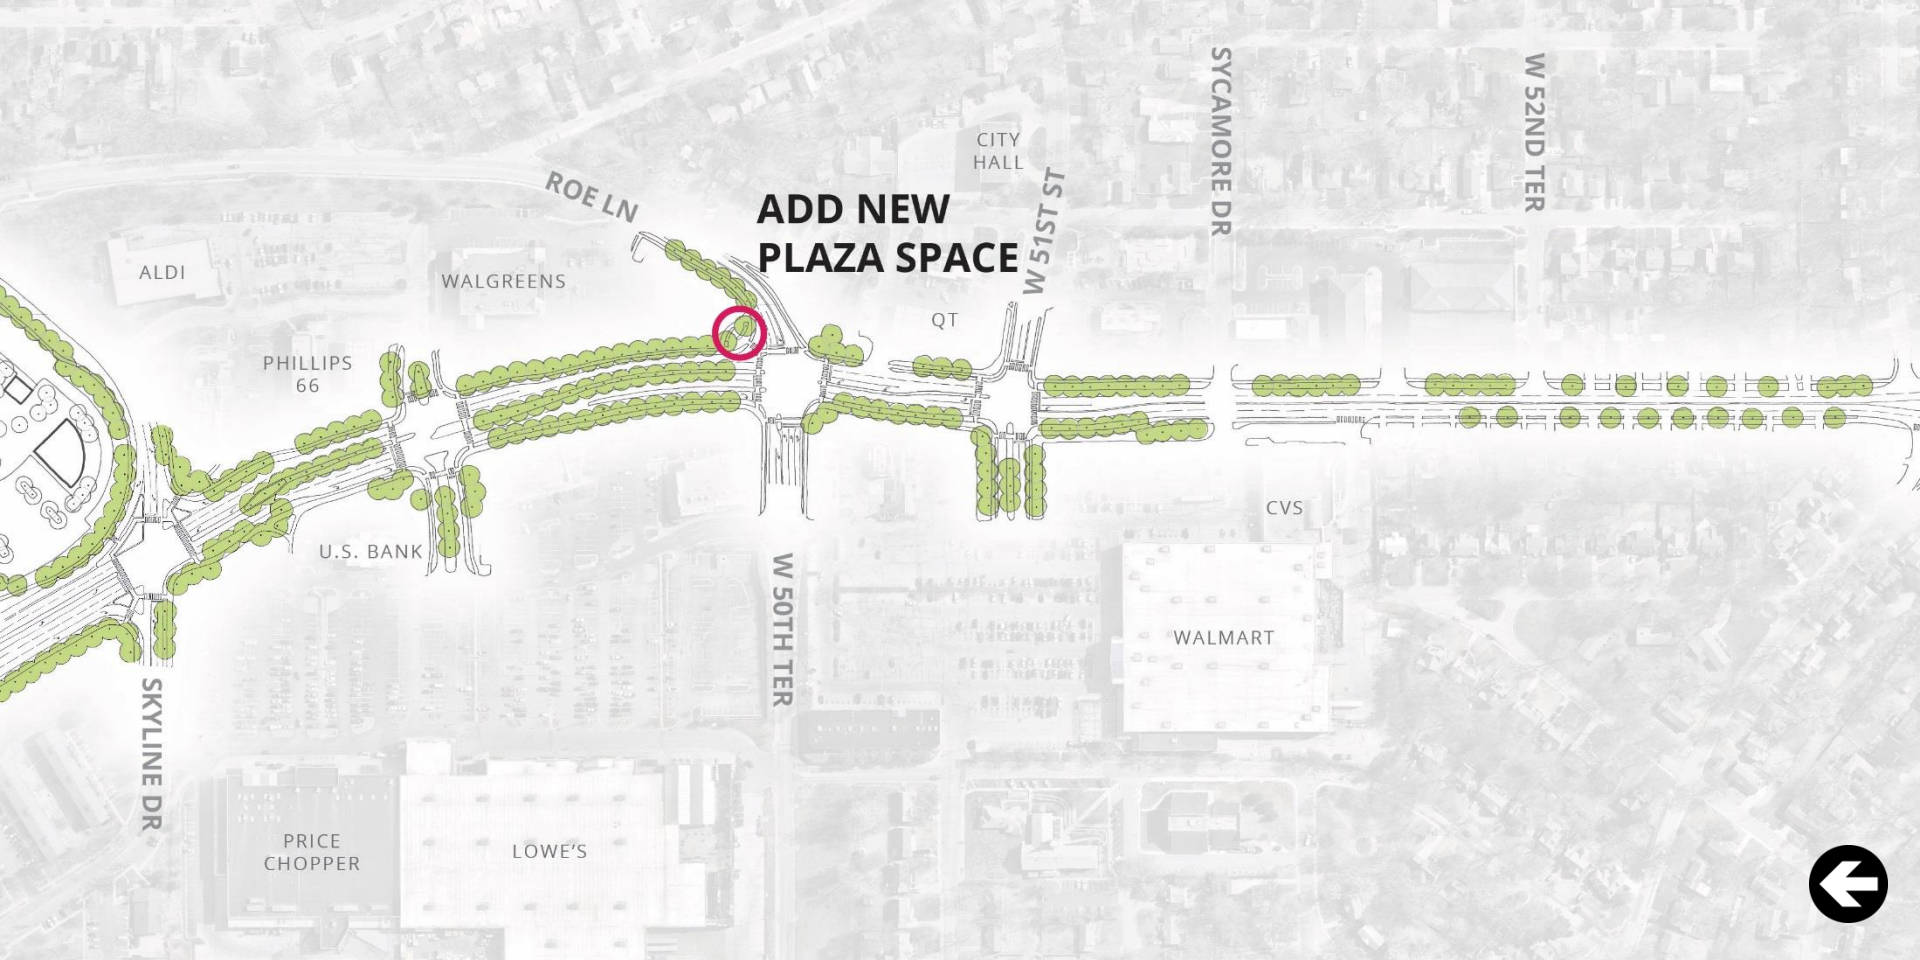 SYCAMORE DR
W 52ND TER
CITY
HALL
W 51ST ST
ROE LN
ADD NEW
PLAZA SPACE
ALDI
WALGREENS
QT
PHILLIPS
66
U.S. BANK
CVS
W 50TH TER
WALMART
SKYLINE DR
PRICE
CHOPPER
LOWE'S